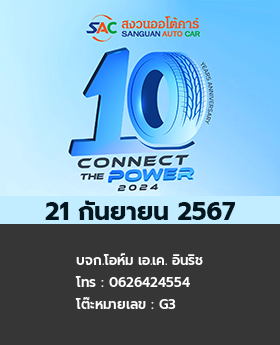 SAC สงวนออโต้คาร์
SANGUAN AUTO CAR
10
YEARS ANNIVERSARY
CONNECT
THE POWER
2024
21 กันยายน 2567
บจก.โอห์ม เอ.เค. อินริช
โทร : 0626424554
โต๊ะหมายเลข : G3